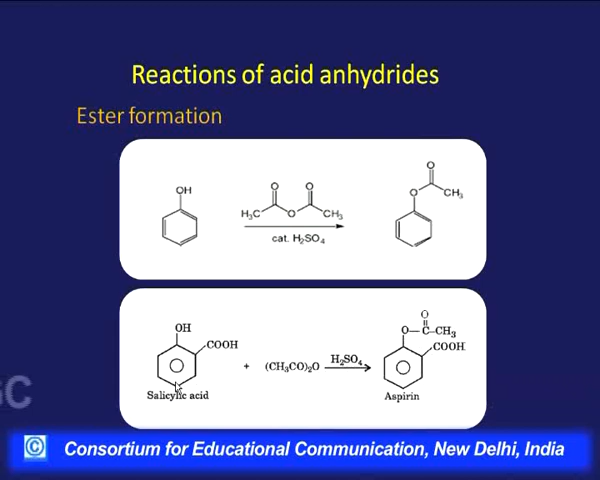 Reactions of acid anhydrides
Ester formation
OH
O O
H₃C O CH₃
cat. H₂SO₄
O
O CH₃
OH
COOH
+ (CH₃CO)₂O H₂SO₄
Salicylic acid
O
O–C–CH₃
COOH
Aspirin
GC
© Consortium for Educational Communication, New Delhi, India